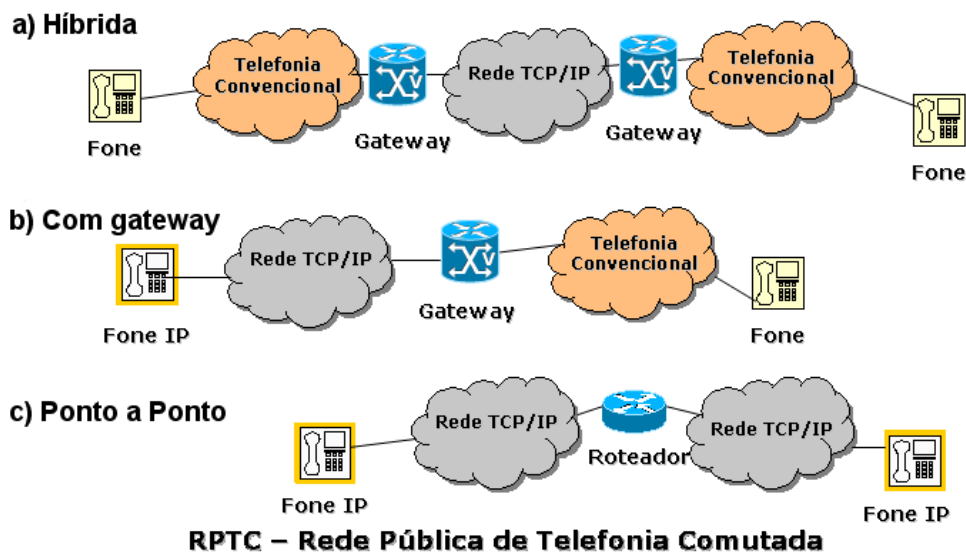 a) Híbrida
Telefonia
Convencional
Rede TCP/IP
Telefonia
Convencional
V
V
Fone
Gateway
Gateway
Fone
b) Com gateway
Rede TCP/IP
V
Telefonia
Convencional
Fone IP
Gateway
Fone
c) Ponto a Ponto
Rede TCP/IP
Rede TCP/IP
Roteador
Fone IP
Fone IP
RPTC – Rede Pública de Telefonia Comutada